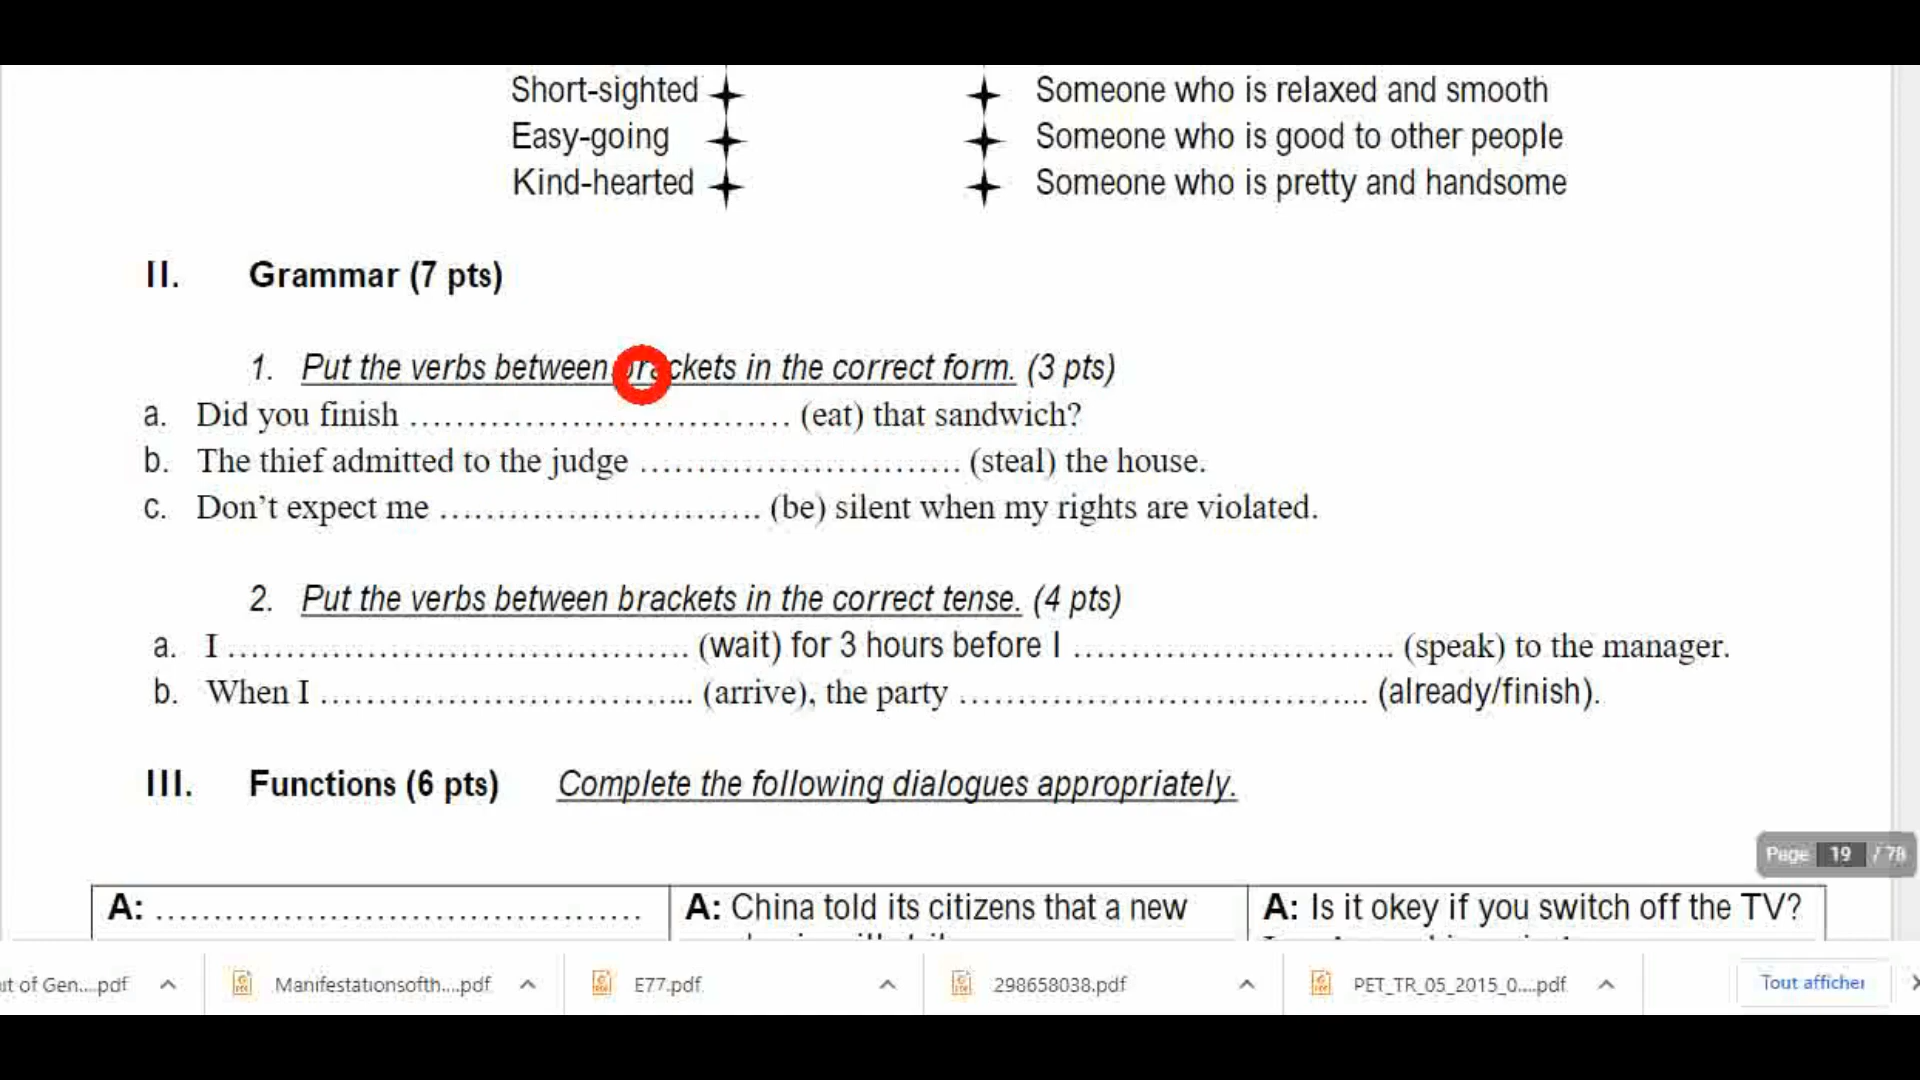 Short-sighted Someone who is relaxed and smooth
Easy-going Someone who is good to other people
Kind-hearted Someone who is pretty and handsome
II. Grammar (7 pts)
1. Put the verbs between brackets in the correct form. (3 pts)
a. Did you finish ................................. (eat) that sandwich?
b. The thief admitted to the judge ............................ (steal) the house.
c. Don’t expect me ............................ (be) silent when my rights are violated.
2. Put the verbs between brackets in the correct tense. (4 pts)
a. I ........................................ (wait) for 3 hours before I ............................ (speak) to the manager.
b. When I ................................ (arrive), the party .................................... (already/finish).
III. Functions (6 pts) Complete the following dialogues appropriately.
Page 19 / 78
A: .......................................... A: China told its citizens that a new A: Is it okey if you switch off the TV?
of Gen....pdf Manifestationsofth....pdf E77.pdf 298658038.pdf PET_TR_05_2015_0....pdf Tout afficher